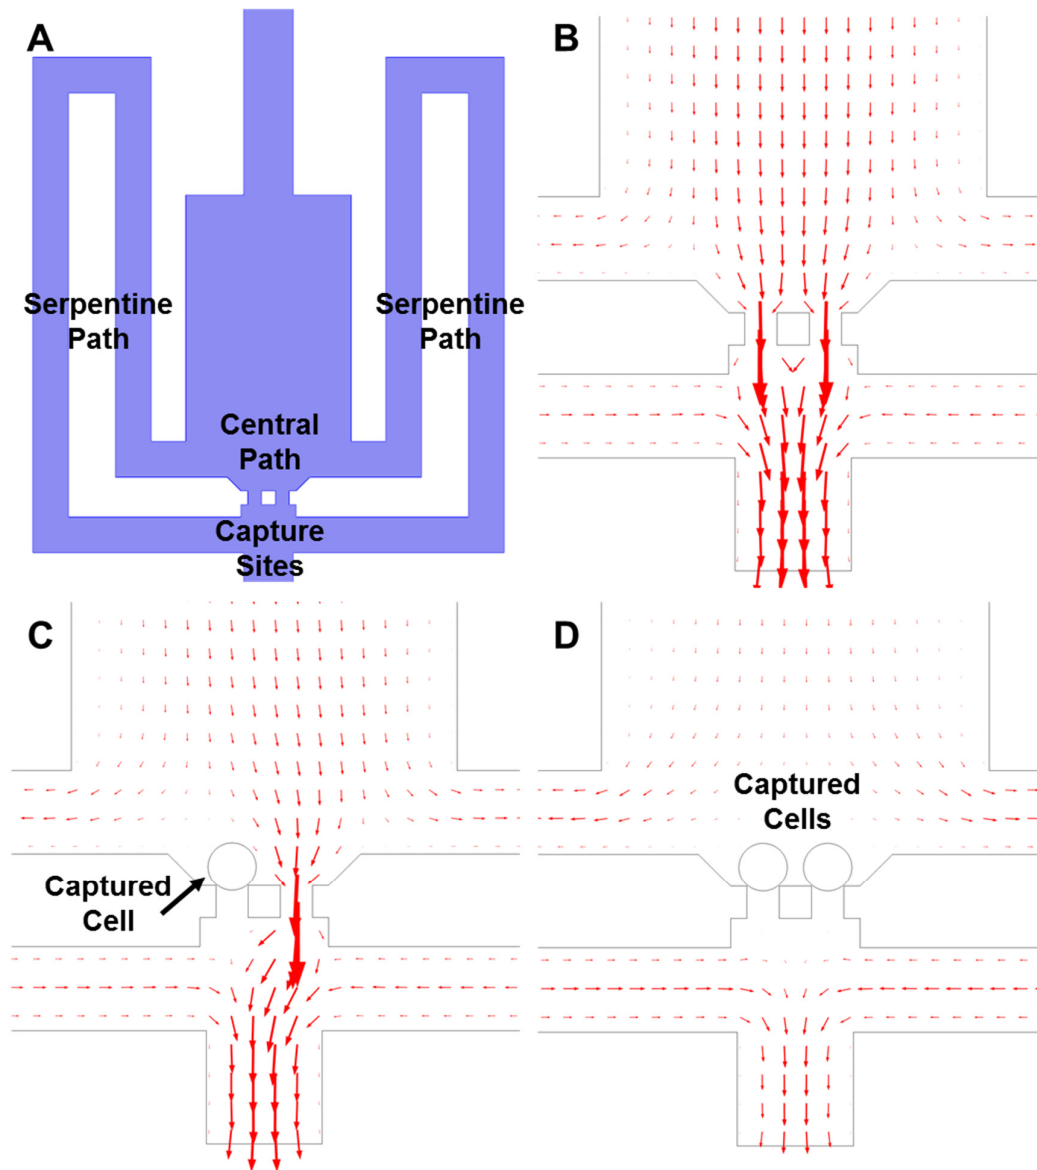 A
Serpentine
Path
Serpentine
Path
Central
Path
Capture
Sites
B
C
Captured
Cell
D
Captured
Cells